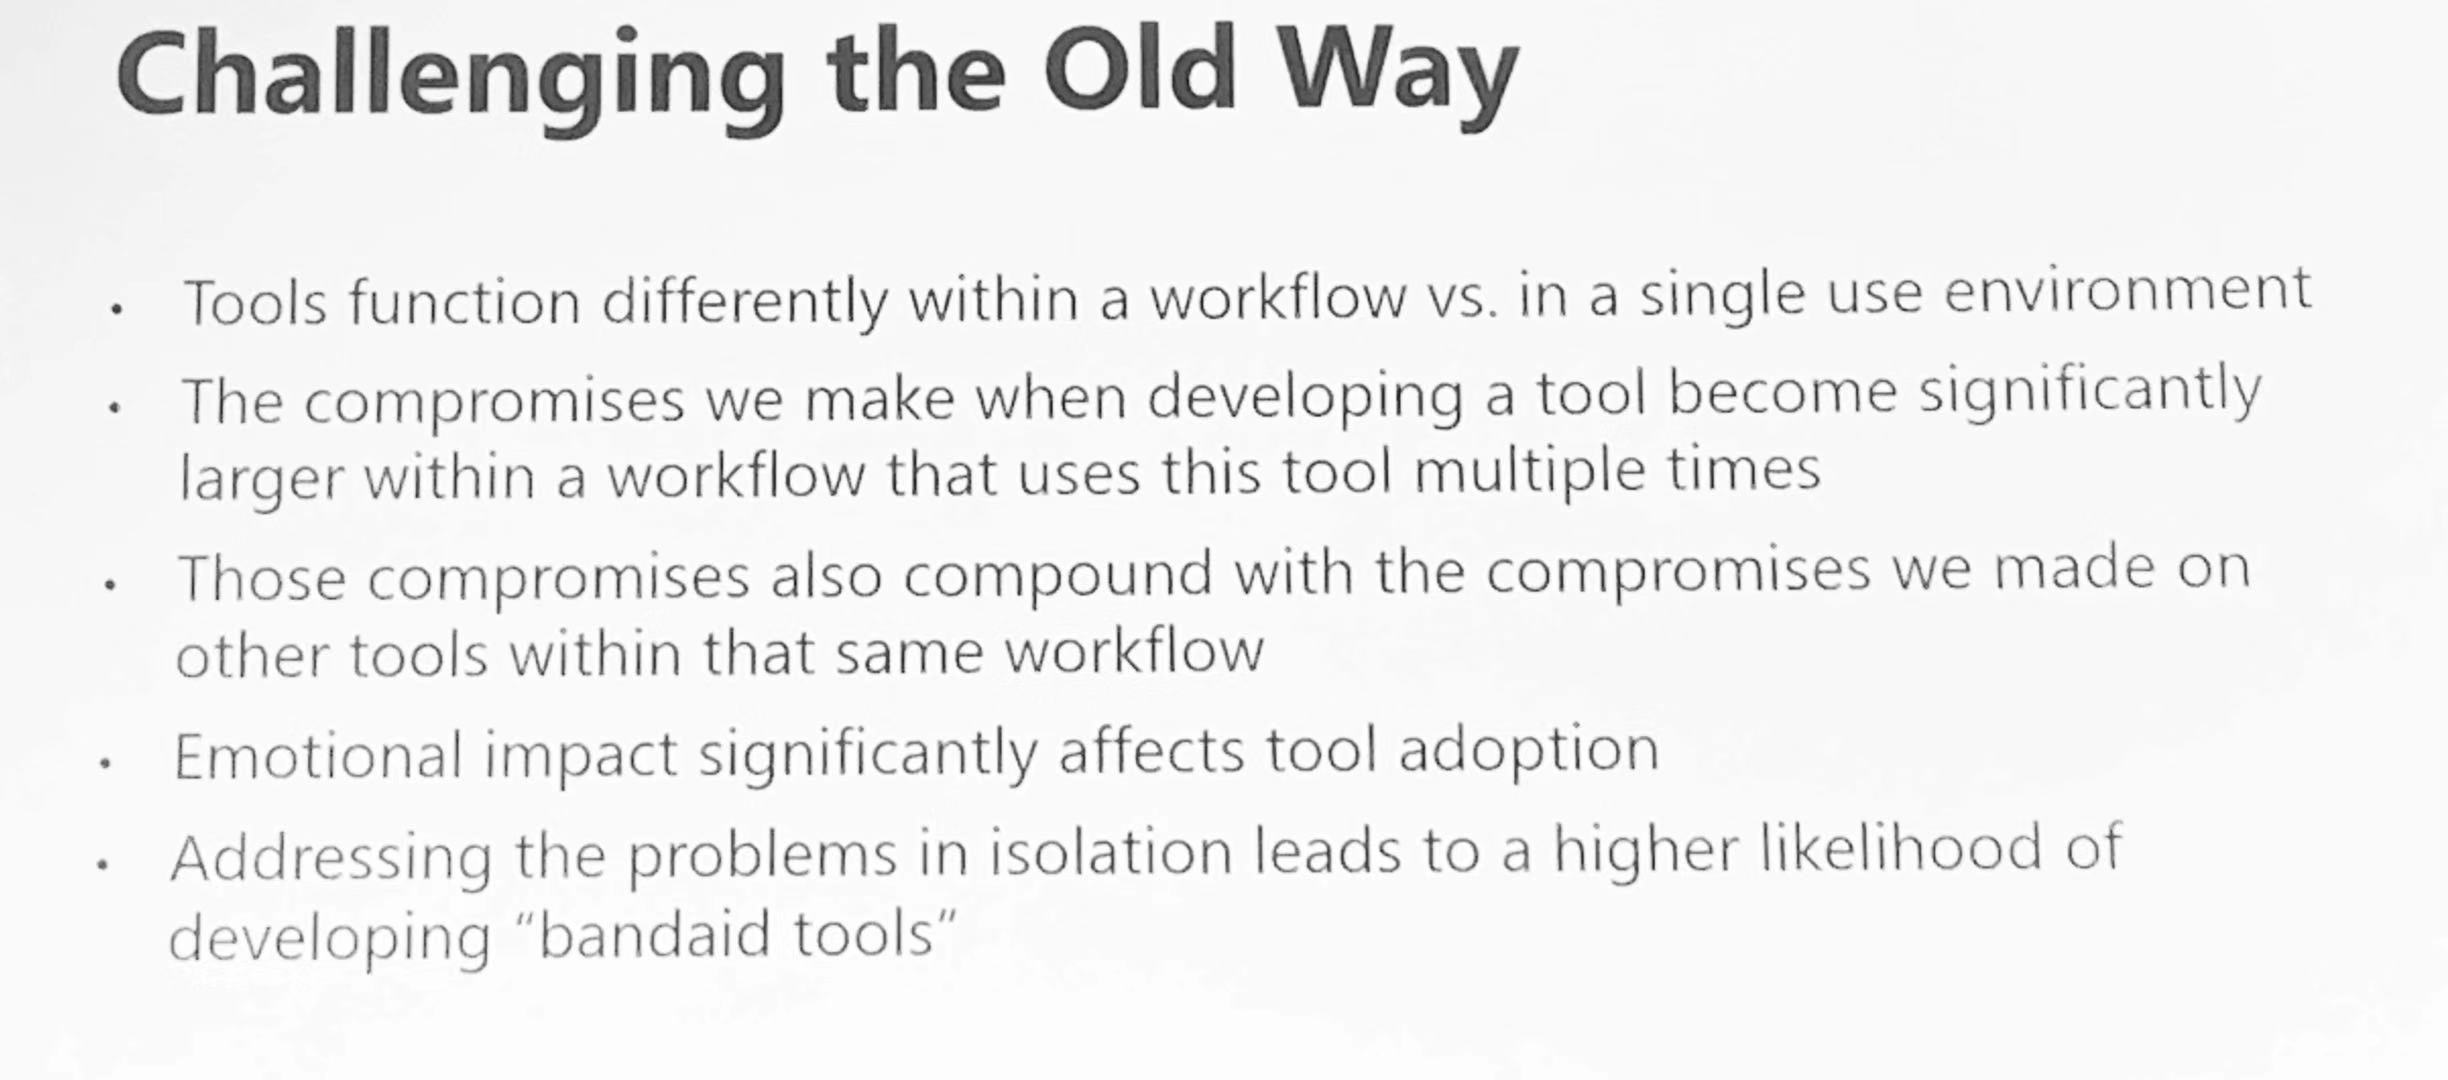 Challenging the Old Way
• Tools function differently within a workflow vs. in a single use environment
• The compromises we make when developing a tool become significantly
larger within a workflow that uses this tool multiple times
• Those compromises also compound with the compromises we made on
other tools within that same workflow
• Emotional impact significantly affects tool adoption
• Addressing the problems in isolation leads to a higher likelihood of
developing “bandaid tools”